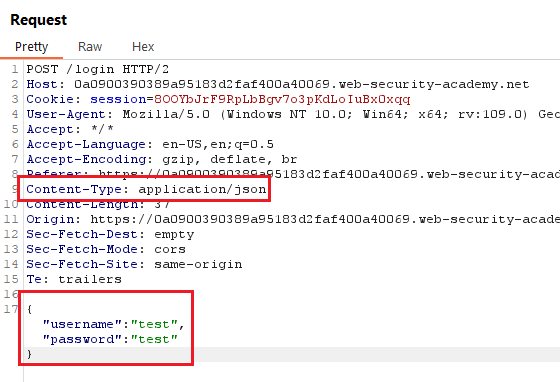 Request
Pretty Raw Hex
1 POST /login HTTP/2
2 Host: 0a0900390389a95183d2faf400a40069.web-security-academy.net
3 Cookie: session=8OOYbJrF9RpLbBgv7o3pKdLoIuBx0xqq
4 User-Agent: Mozilla/5.0 (Windows NT 10.0; Win64; x64; rv:109.0) Gec
5 Accept: */*
6 Accept-Language: en-US,en;q=0.5
7 Accept-Encoding: gzip, deflate, br
8 Referer: https://0a0900390389a95183d2faf400a40069.web-security-acad
9 Content-Type: application/json
10 Content-Length: 37
11 Origin: https://0a0900390389a95183d2faf400a40069.web-security-acade
12 Sec-Fetch-Dest: empty
13 Sec-Fetch-Mode: cors
14 Sec-Fetch-Site: same-origin
15 Te: trailers
16
17 {
"username":"test",
"password":"test"
}